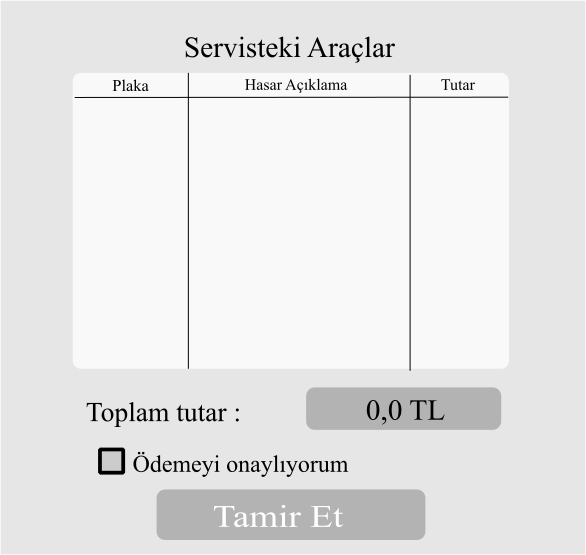 Servisteki Araçlar
Plaka Hasar Açıklama Tutar
Toplam tutar : 0,0 TL
Ödemeyi onaylıyorum
Tamir Et